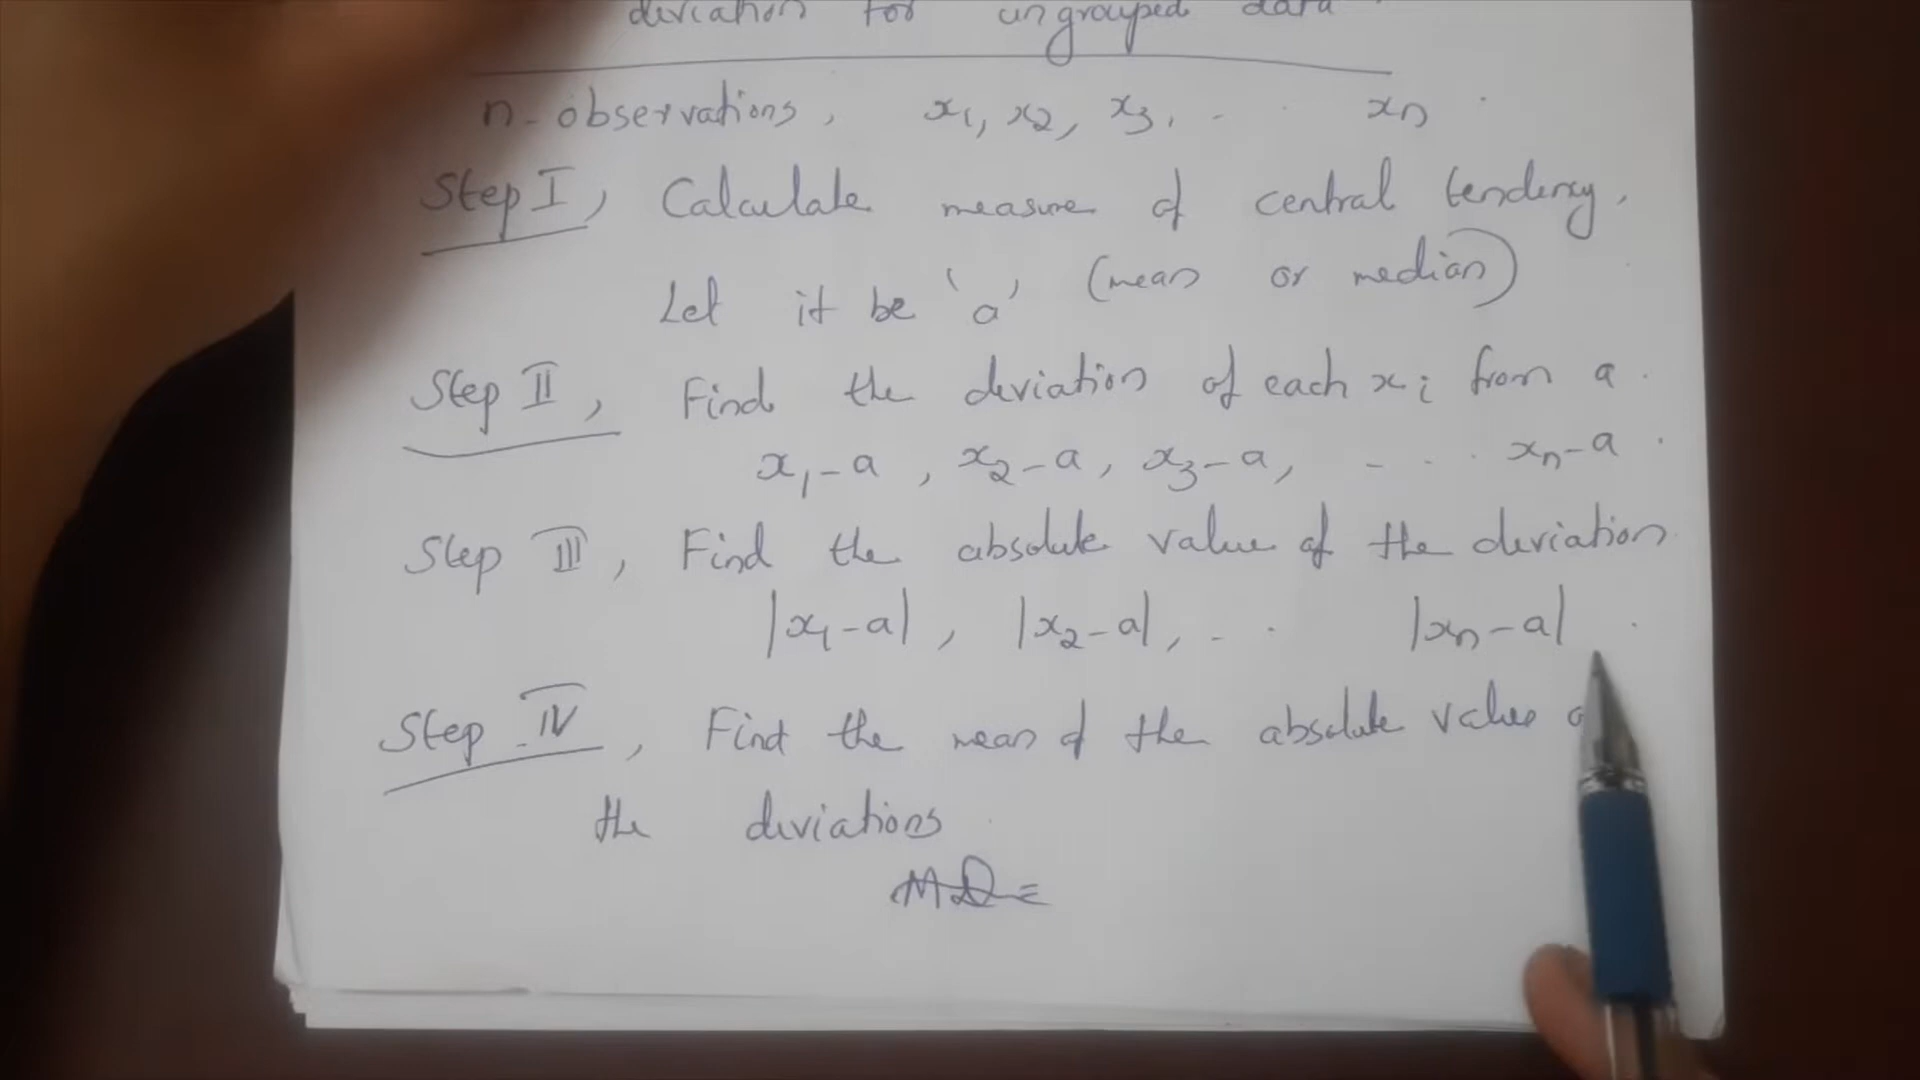 deviation for ungrouped data
n-observations, x₁, x₂, x₃, - . xₙ .
Step I, Calculate measure of central tendency.
Let it be 'a' (mean or median)
Step II, Find the deviation of each xᵢ from a.
x₁-a, x₂-a, x₃-a, - . . xₙ-a .
Step III, Find the absolute value of the deviation
|x₁-a|, |x₂-a|, - . |xₙ-a| .
Step IV, Find the mean of the absolute value
the deviations
MD=